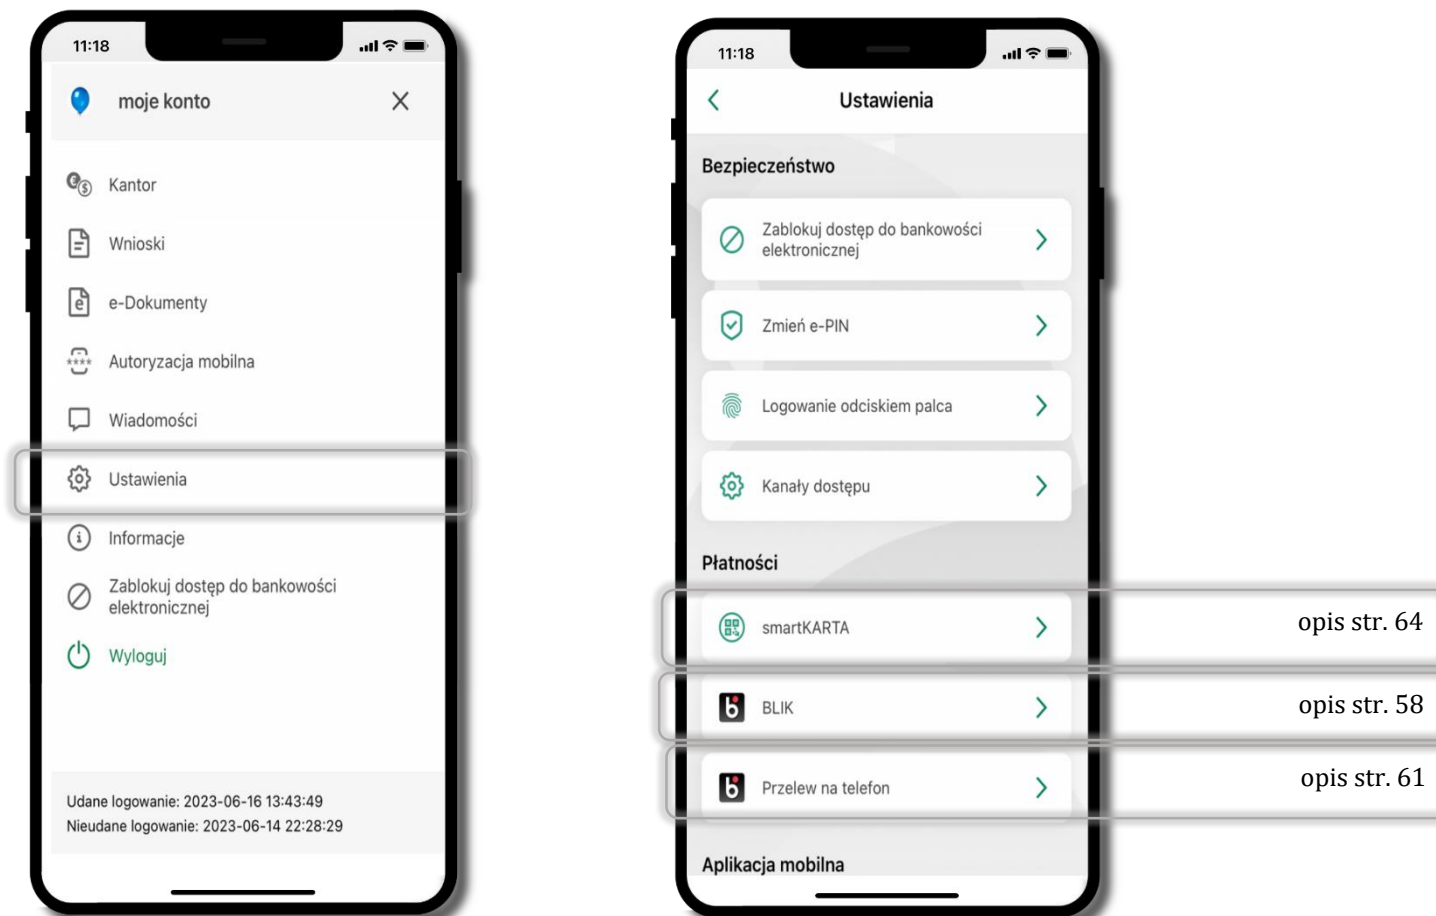 11:18
moje konto
Kantor
Wnioski
e-Dokumenty
Autoryzacja mobilna
Wiadomości
Ustawienia
Informacje
Zablokuj dostęp do bankowości
elektronicznej
Wyloguj
Udane logowanie: 2023-06-16 13:43:49
Nieudane logowanie: 2023-06-14 22:28:29
11:18
Ustawienia
Bezpieczeństwo
Zablokuj dostęp do bankowości
elektronicznej
Zmień e-PIN
Logowanie odciskiem palca
Kanały dostępu
Płatności
smartKARTA
opis str. 64
BLIK
opis str. 58
Przelew na telefon
opis str. 61
Aplikacja mobilna